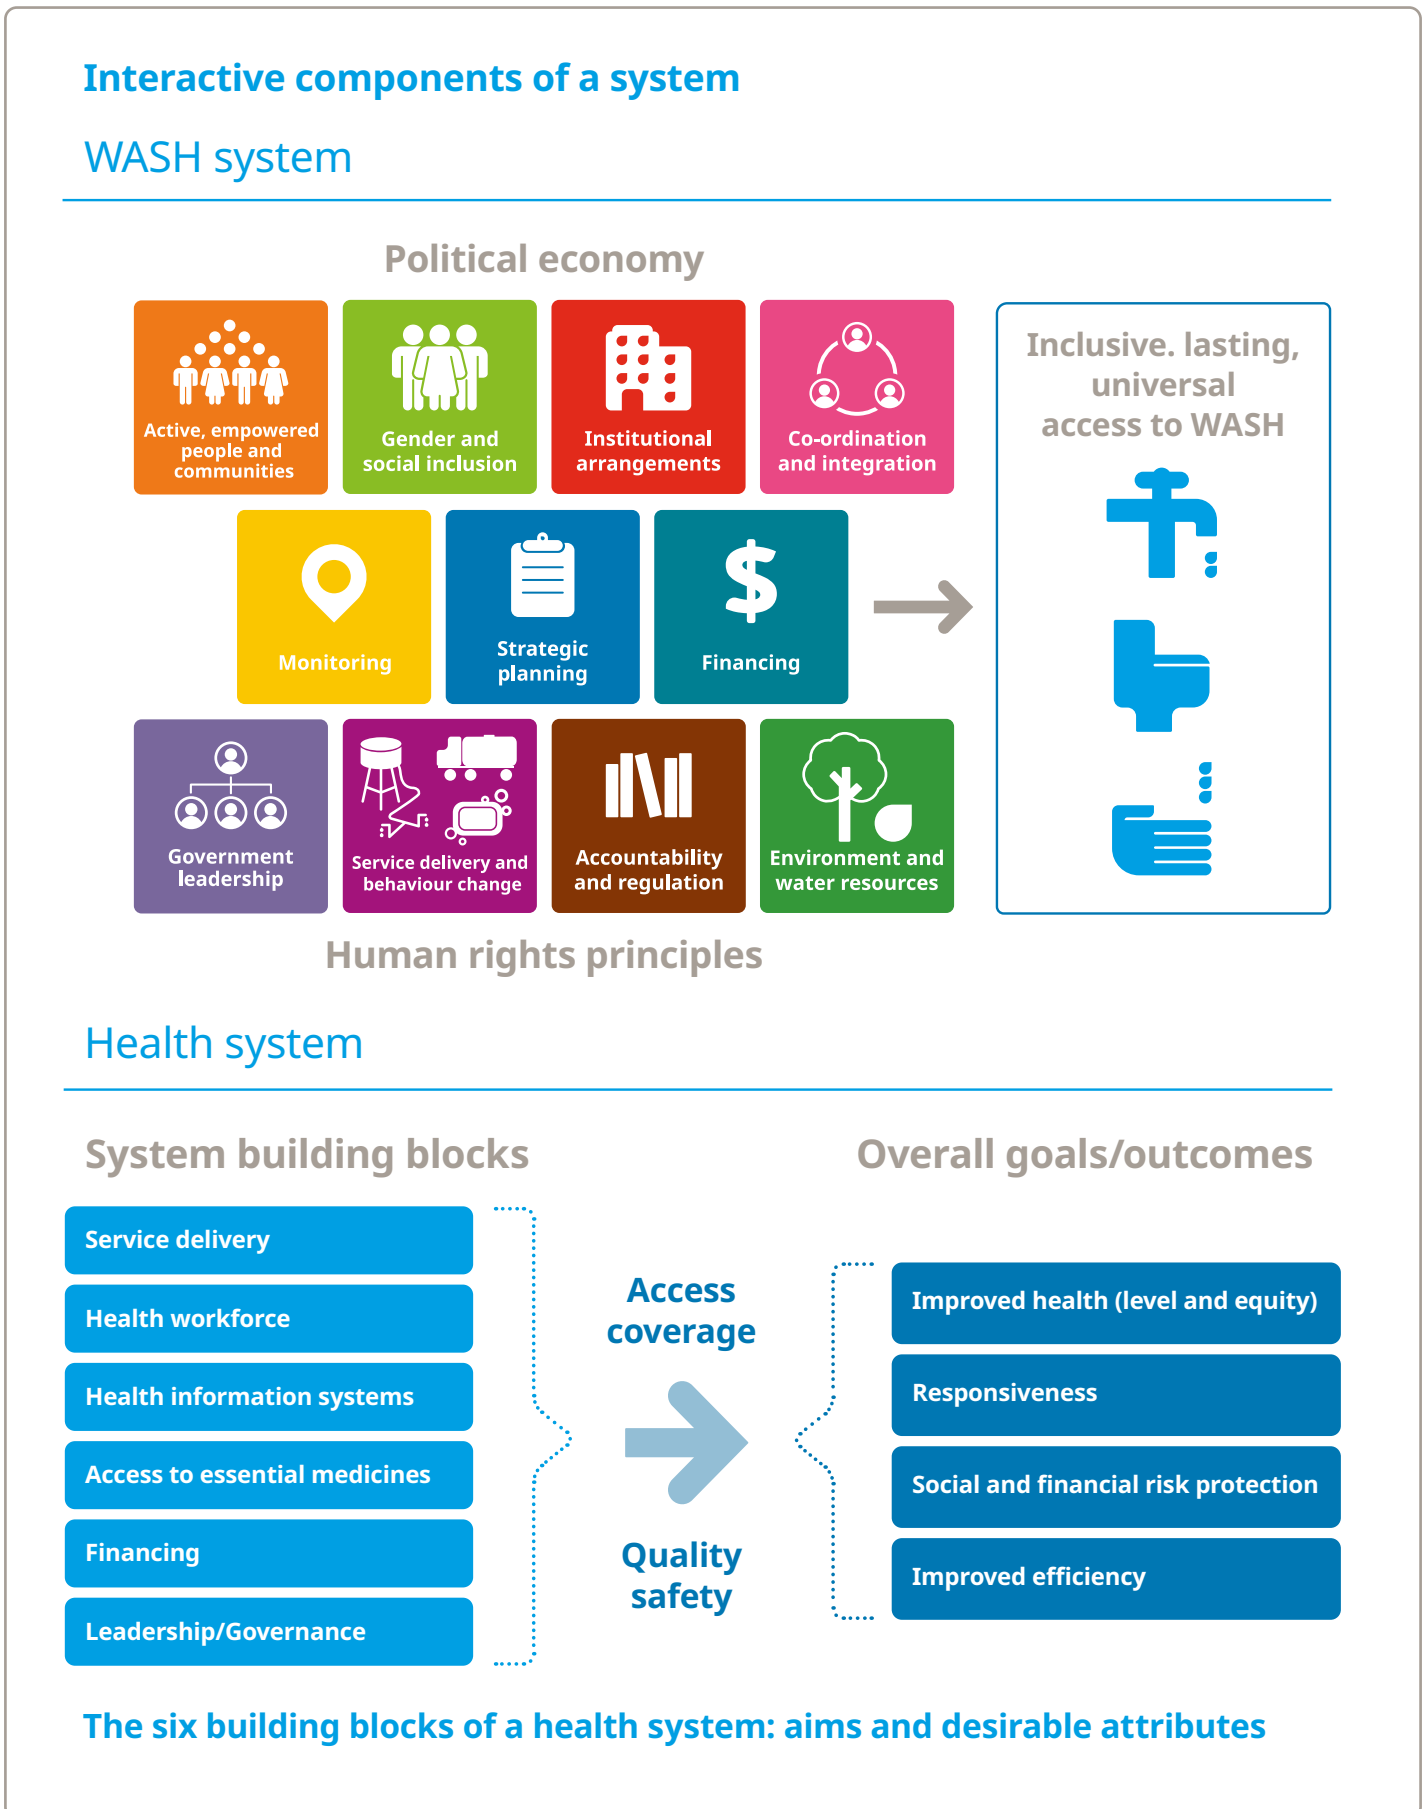 Interactive components of a system
WASH system
Political economy
Active, empowered
people and
communities
Gender and
social inclusion
Institutional
arrangements
Co-ordination
and integration
Monitoring
Strategic
planning
$
Financing
Government
leadership
Service delivery and
behaviour change
Accountability
and regulation
Environment and
water resources
Human rights principles
Inclusive. lasting,
universal
access to WASH
Health system
System building blocks
Service delivery
Health workforce
Health information systems
Access to essential medicines
Financing
Leadership/Governance
Access
coverage
Quality
safety
Overall goals/outcomes
Improved health (level and equity)
Responsiveness
Social and financial risk protection
Improved efficiency
The six building blocks of a health system: aims and desirable attributes